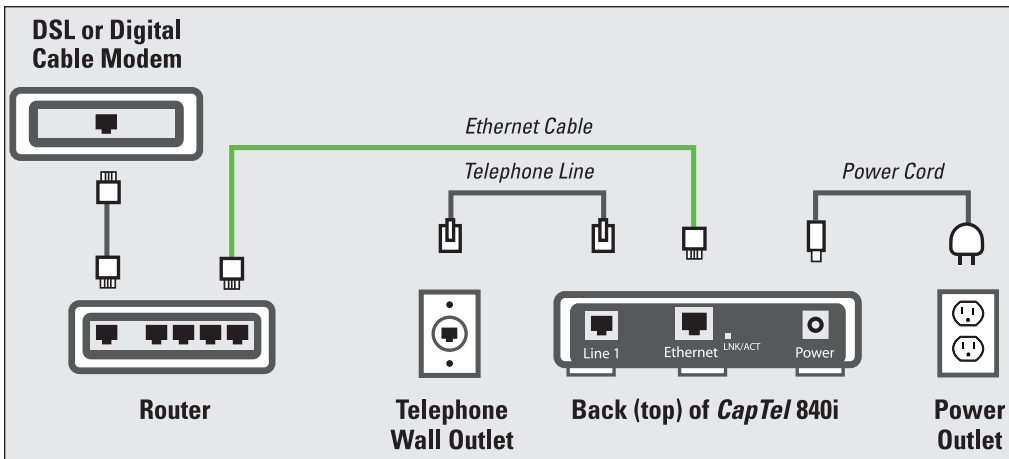 DSL or Digital
Cable Modem
Ethernet Cable
Telephone Line
Power Cord
Line 1
Ethernet
LNK/ACT
Power
Router
Telephone
Wall Outlet
Back (top) of CapTel 840i
Power
Outlet